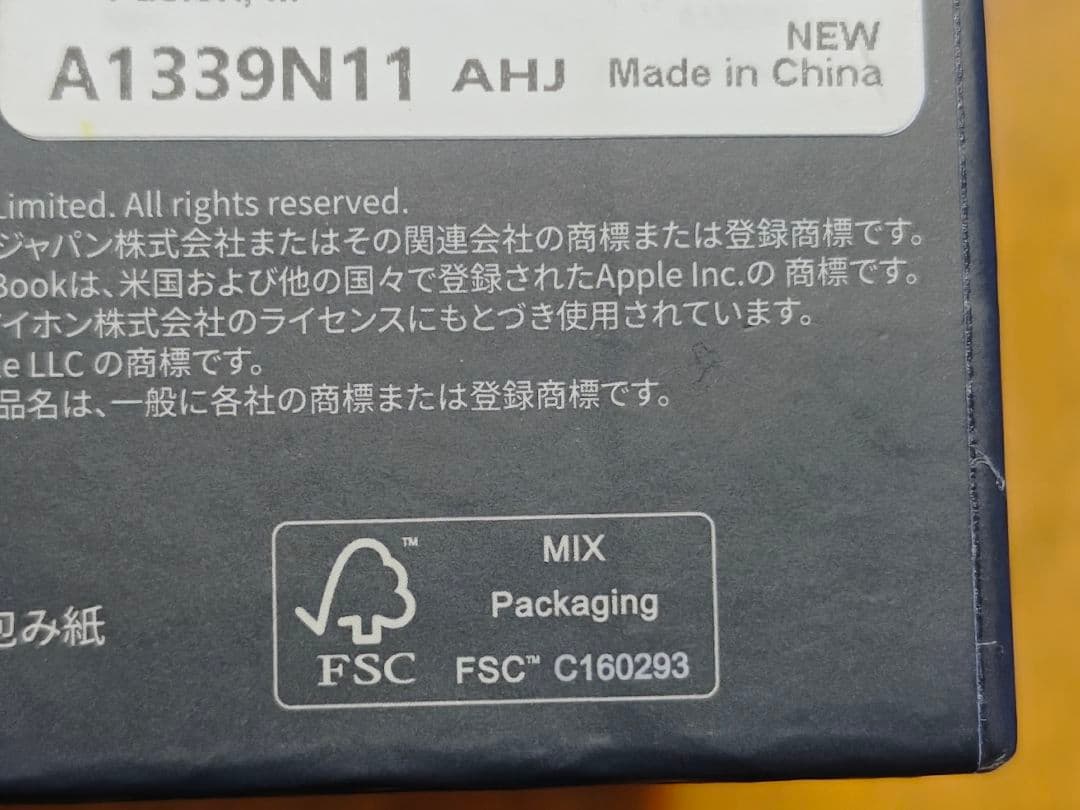 NEW
A1339N11 AHJ Made in China
Limited. All rights reserved.
ジャパン株式会社またはその関連会社の商標または登録商標です。
Bookは、米国および他の国々で登録されたApple Inc.の 商標です。
イホン株式会社のライセンスにもとづき使用されています。
le LLC の商標です。
品名は、一般に各社の商標または登録商標です。
包み紙
TM
MIX
Packaging
FSC
FSC™ C160293